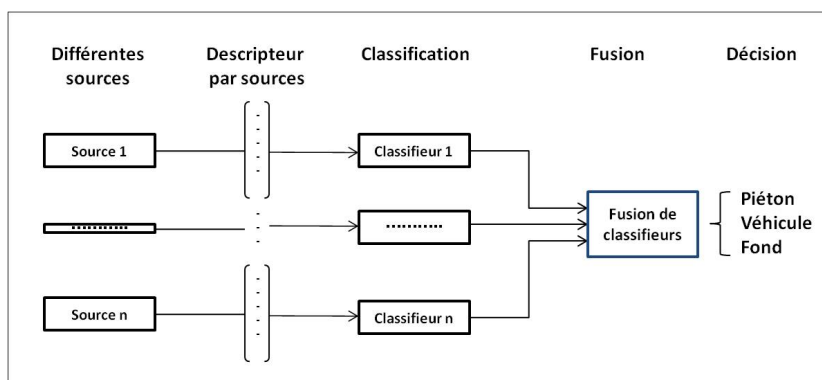 Différentes sources
Descripteur par sources
Classification
Fusion
Décision
Source 1
Classifieur 1
...........
...........
Fusion de classifieurs
Piéton
Véhicule
Fond
Source n
Classifieur n